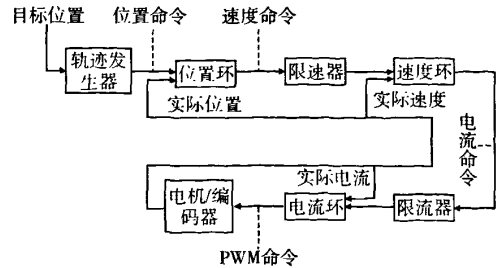 目标位置
位置命令
速度命令
轨迹发
生器
位置环
限速器
速度环
实际位置
实际速度
电流命令
实际电流
电机/编
码器
电流环
限流器
PWM命令